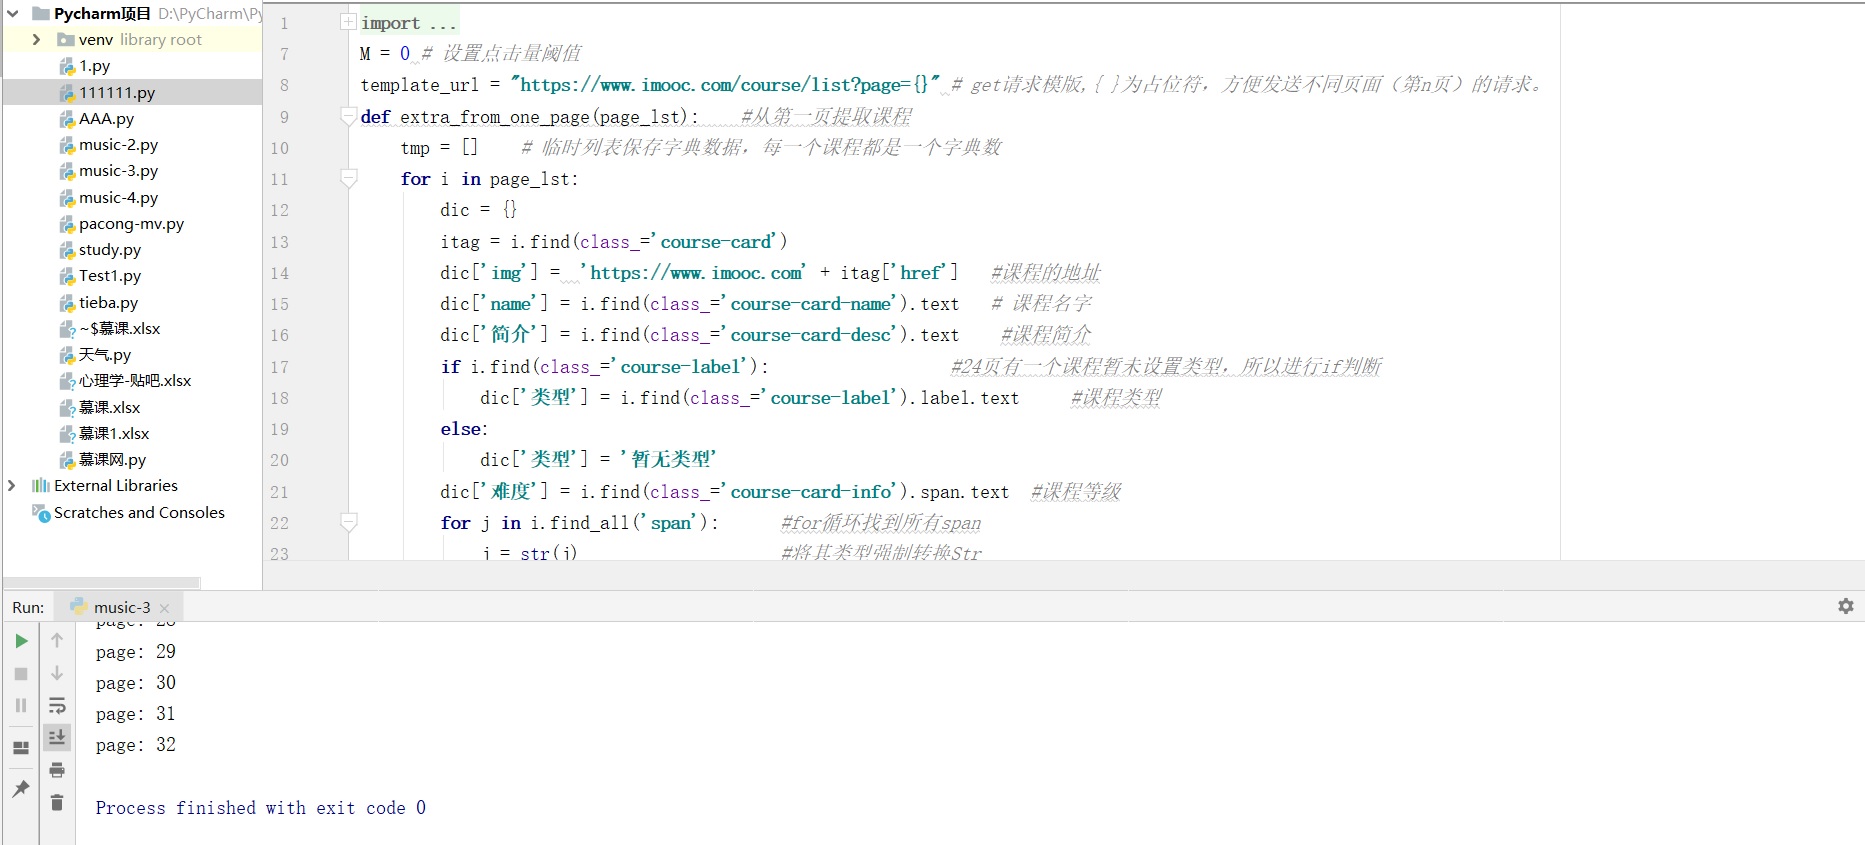 Pycharm项目 D:\PyCharm\Py
venv library root
1.py
111111.py
AAA.py
music-2.py
music-3.py
music-4.py
pacong-mv.py
study.py
Test1.py
tieba.py
~$慕课.xlsx
天气.py
心理学-贴吧.xlsx
慕课.xlsx
慕课1.xlsx
慕课网.py
External Libraries
Scratches and Consoles
1 import ...
7 M = 0 # 设置点击量阈值
8 template_url = "https://www.imooc.com/course/list?page={}" # get请求模版,{ }为占位符，方便发送不同页面（第n页）的请求。
9 def extra_from_one_page(page_lst): #从第一页提取课程
10 tmp = [] # 临时列表保存字典数据，每一个课程都是一个字典数
11 for i in page_lst:
12 dic = {}
13 itag = i.find(class_='course-card')
14 dic['img'] = 'https://www.imooc.com' + itag['href'] #课程的地址
15 dic['name'] = i.find(class_='course-card-name').text # 课程名字
16 dic['简介'] = i.find(class_='course-card-desc').text #课程简介
17 if i.find(class_='course-label'): #24页有一个课程暂未设置类型，所以进行if判断
18 dic['类型'] = i.find(class_='course-label').label.text #课程类型
19 else:
20 dic['类型'] = '暂无类型'
21 dic['难度'] = i.find(class_='course-card-info').span.text #课程等级
22 for j in i.find_all('span'): #for循环找到所有span
23 j = str(j) #将其类型强制转换Str
Run: music-3
page: 28
page: 29
page: 30
page: 31
page: 32
Process finished with exit code 0